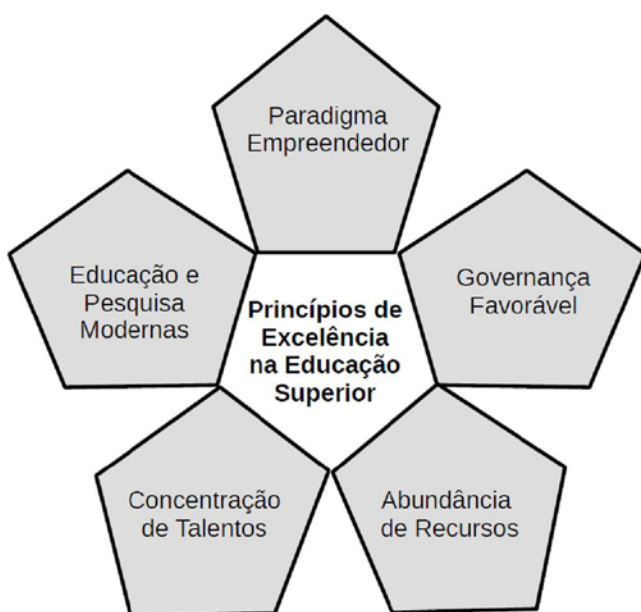 Paradigma
Empreendedor
Educação e
Pesquisa
Modernas
Governança
Favorável
Princípios de
Excelência
na Educação
Superior
Concentração
de Talentos
Abundância
de Recursos